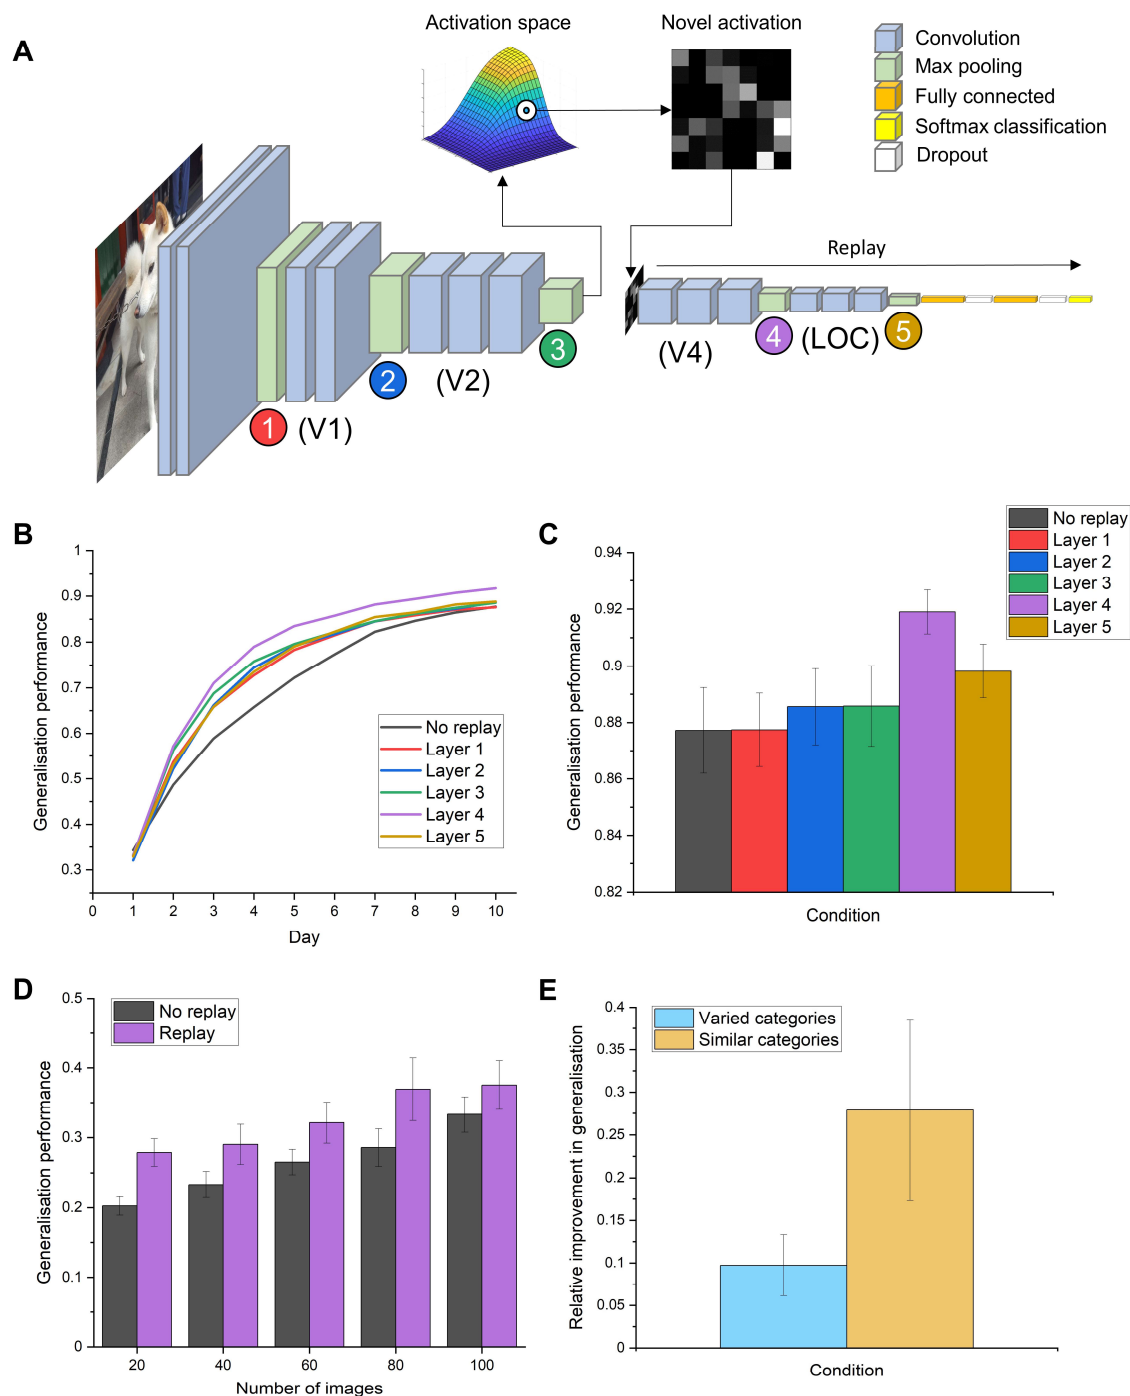 A
Activation space
Novel activation
Convolution
Max pooling
Fully connected
Softmax classification
Dropout
Replay
1
(V1)
2
(V2)
3
(V4)
4
(LOC)
5
B
Generalisation performance
1
0.9
0.8
0.7
0.6
0.5
0.4
0.3
0
1
2
3
4
5
6
7
8
9
10
Day
No replay
Layer 1
Layer 2
Layer 3
Layer 4
Layer 5
C
Generalisation performance
0.94
0.92
0.9
0.88
0.86
0.84
0.82
Condition
No replay
Layer 1
Layer 2
Layer 3
Layer 4
Layer 5
D
Generalisation performance
0.5
0.4
0.3
0.2
0.1
0
20
40
60
80
100
Number of images
No replay
Replay
E
Relative improvement in generalisation
0.4
0.35
0.3
0.25
0.2
0.15
0.1
0.05
0
Condition
Varied categories
Similar categories